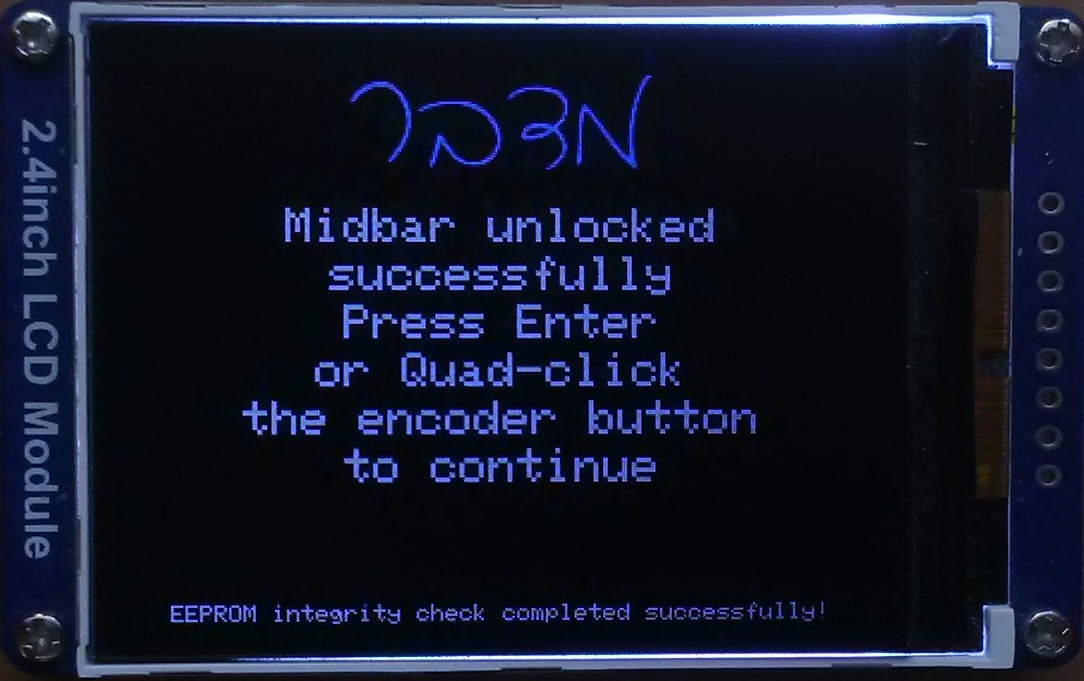 מדבר
Midbar unlocked
successfully
Press Enter
or Quad-click
the encoder button
to continue
EEPROM integrity check completed successfully!
2.4inch LCD Module